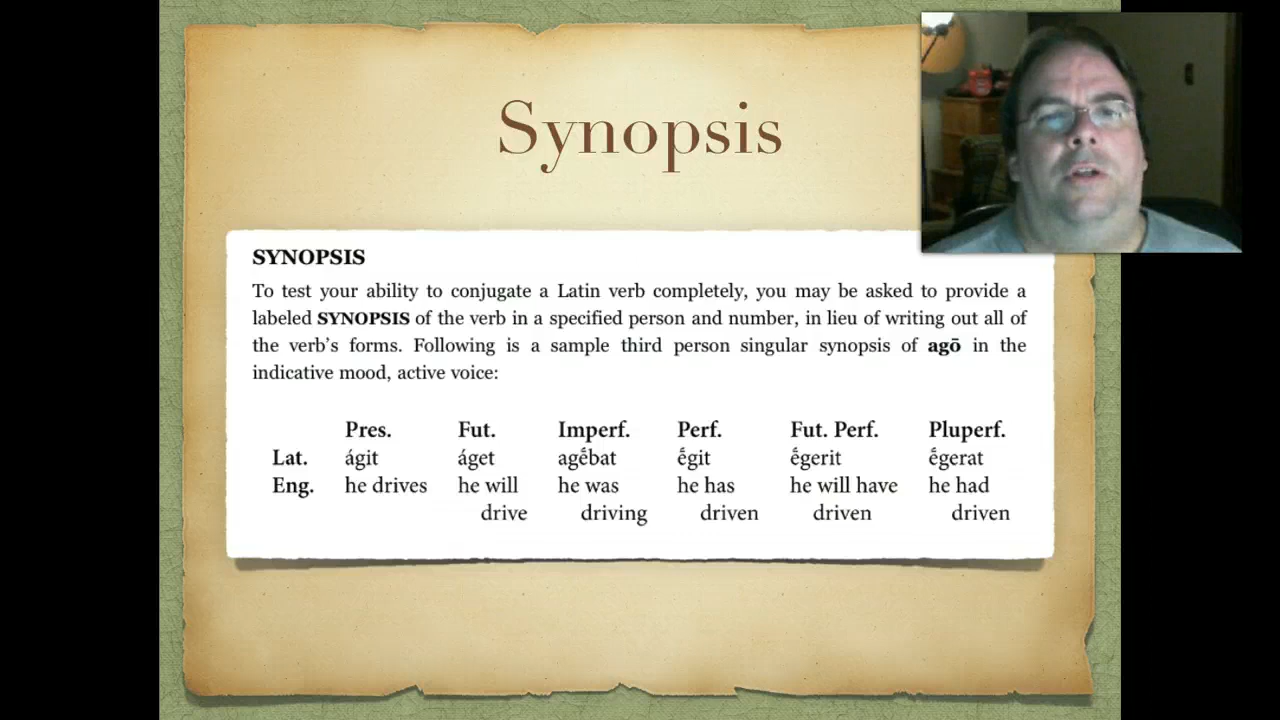 Synopsis
SYNOPSIS
To test your ability to conjugate a Latin verb completely, you may be asked to provide a
labeled SYNOPSIS of the verb in a specified person and number, in lieu of writing out all of
the verb’s forms. Following is a sample third person singular synopsis of agō in the
indicative mood, active voice:
Pres. Fut. Imperf. Perf. Fut. Perf. Pluperf.
Lat. ágit áget agḗbat ḗgit ḗgerit ḗgerat
Eng. he drives he will he was he has he will have he had
drive driving driven driven driven